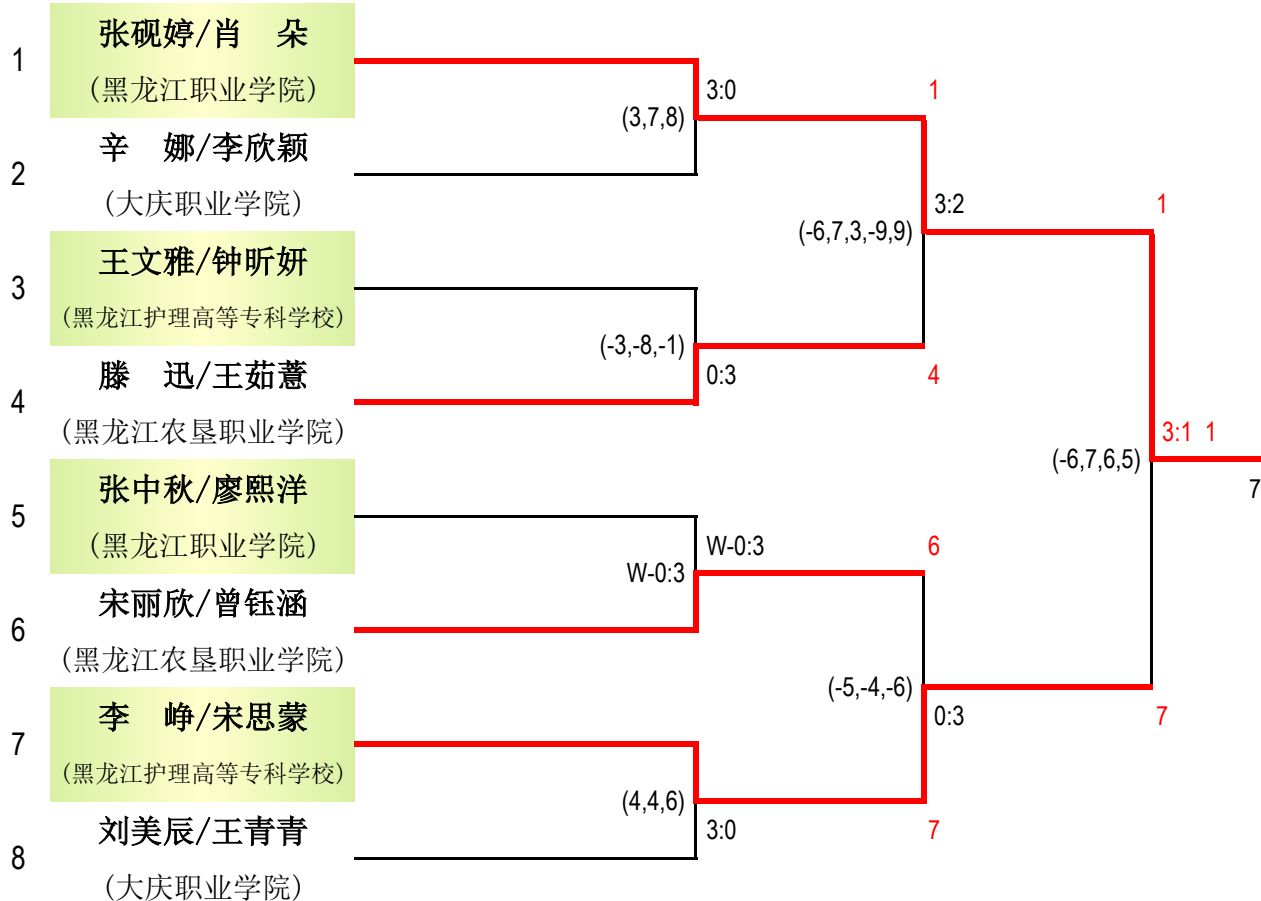 张砚婷/肖　朵
1
(黑龙江职业学院)
3:0
1
(3,7,8)
辛　娜/李欣颖
2
(大庆职业学院)
3:2
1
(-6,7,3,-9,9)
王文雅/钟昕妍
3
(黑龙江护理高等专科学校)
(-3,-8,-1)
0:3
4
滕　迅/王茹薏
4
(黑龙江农垦职业学院)
3:1 1
(-6,7,6,5)
7
张中秋/廖熙洋
5
(黑龙江职业学院)
W-0:3
6
W-0:3
宋丽欣/曾钰涵
6
(黑龙江农垦职业学院)
(-5,-4,-6)
0:3
7
李　峥/宋思蒙
7
(黑龙江护理高等专科学校)
(4,4,6)
3:0
7
刘美辰/王青青
8
(大庆职业学院)